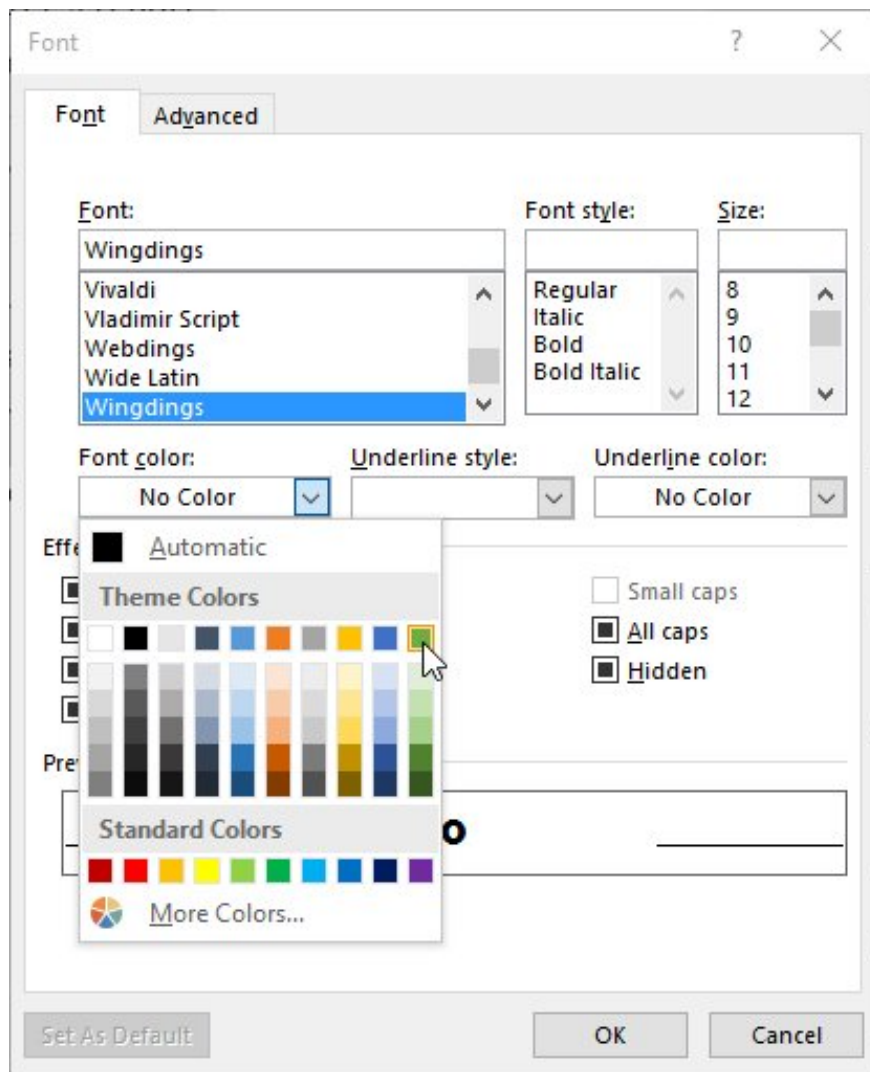 Font ?
Font Advanced
Font: Font style: Size:
Wingdings
Vivaldi Regular 8
Vladimir Script Italic 9
Webdings Bold 10
Wide Latin Bold Italic 11
Wingdings 12
Font color: Underline style: Underline color:
No Color No Color
Automatic
Effe
Theme Colors
Small caps
All caps
Hidden
Pre
Standard Colors
o
More Colors...
Set As Default OK Cancel